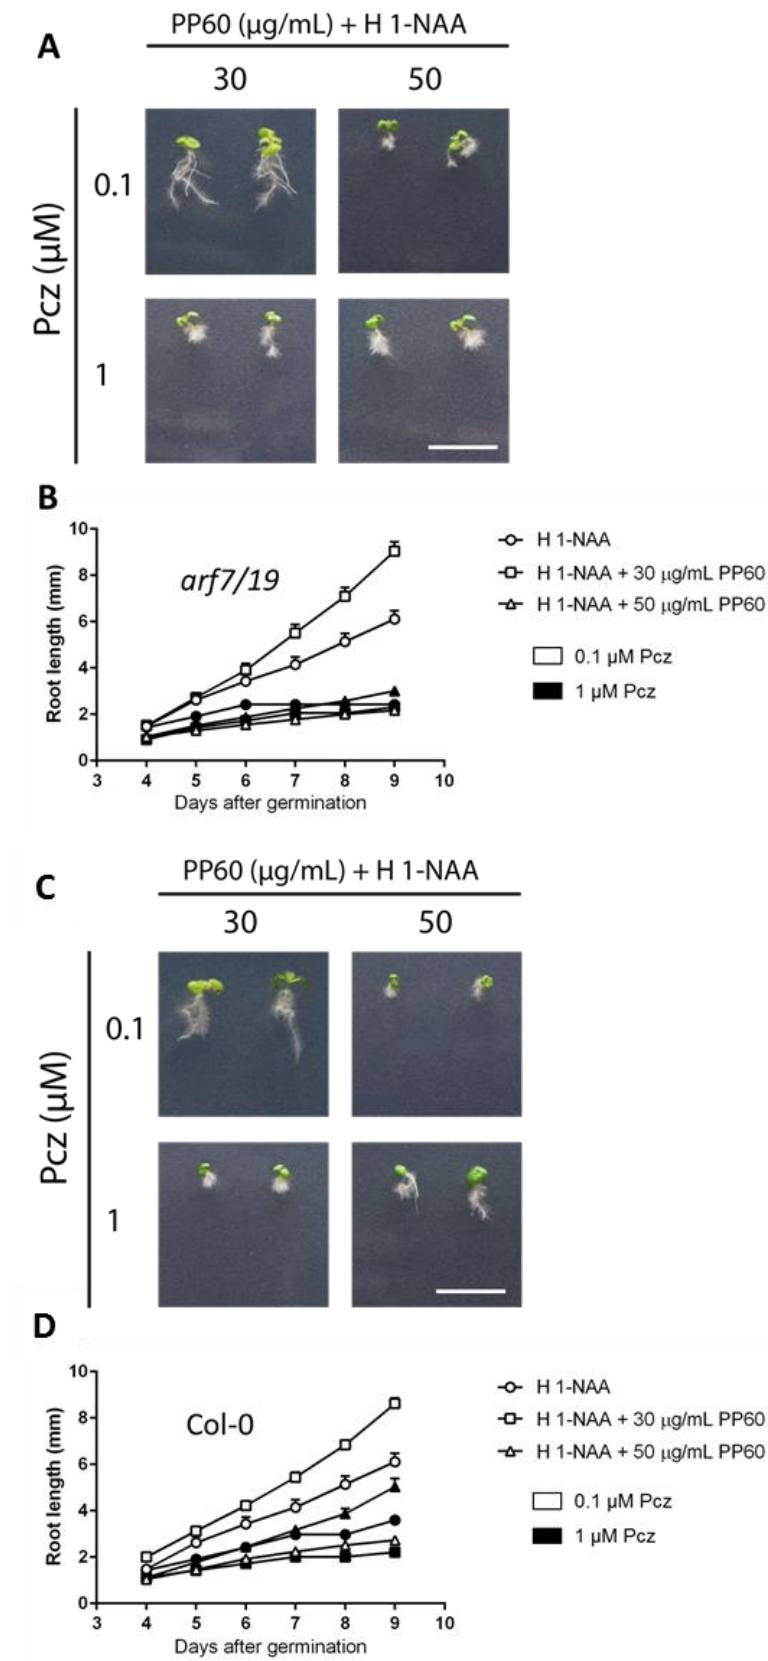 A
PP60 (µg/mL) + H 1-NAA
30 50
Pcz (µM)
0.1
1
B
10
8
6
4
2
0
Root length (mm)
arf7/19
3 4 5 6 7 8 9 10
Days after germination
H 1-NAA
H 1-NAA + 30 µg/mL PP60
H 1-NAA + 50 µg/mL PP60
0.1 µM Pcz
1 µM Pcz
C
PP60 (µg/mL) + H 1-NAA
30 50
Pcz (µM)
0.1
1
D
10
8
6
4
2
0
Root length (mm)
Col-0
3 4 5 6 7 8 9 10
Days after germination
H 1-NAA
H 1-NAA + 30 µg/mL PP60
H 1-NAA + 50 µg/mL PP60
0.1 µM Pcz
1 µM Pcz